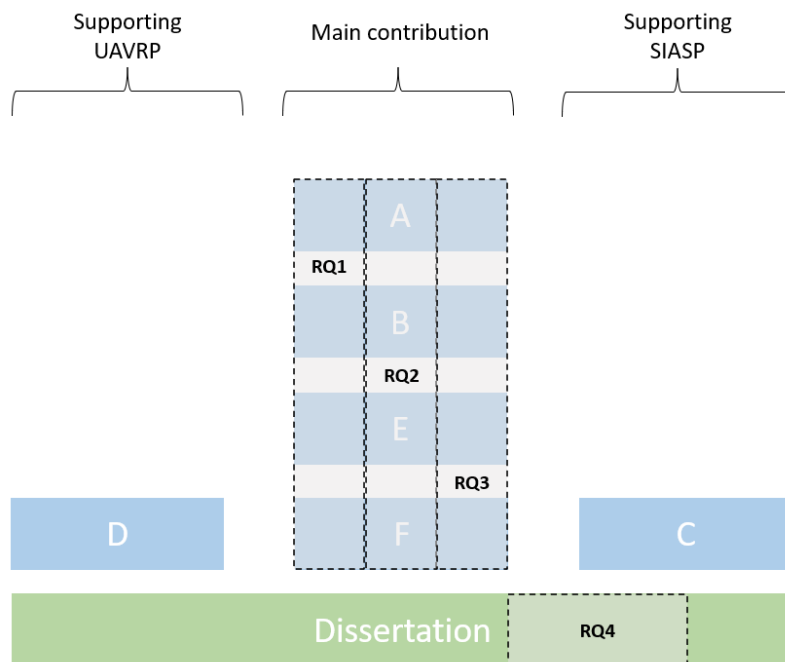 Supporting
UAVRP
Main contribution
Supporting
SIASP
A
RQ1
B
RQ2
E
RQ3
D
F
C
Dissertation
RQ4